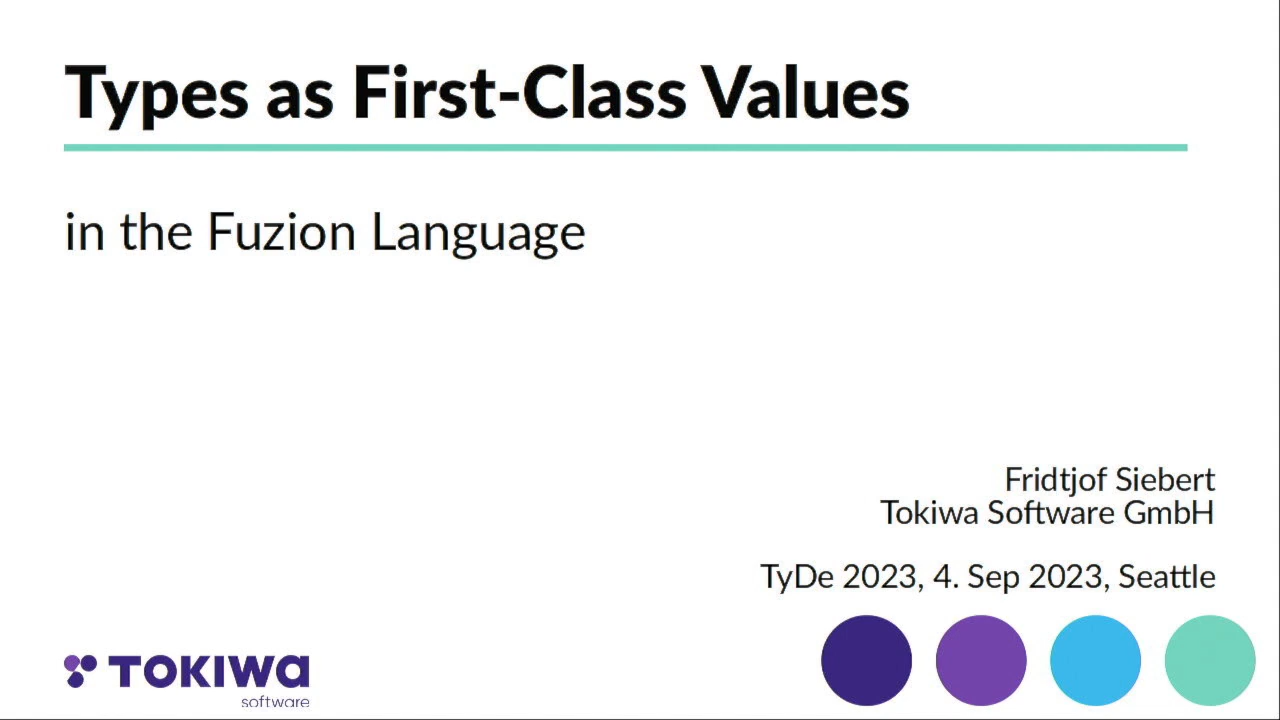 Types as First-Class Values
in the Fuzion Language
Fridtjof Siebert
Tokiwa Software GmbH
TyDe 2023, 4. Sep 2023, Seattle
TOKIWA
software